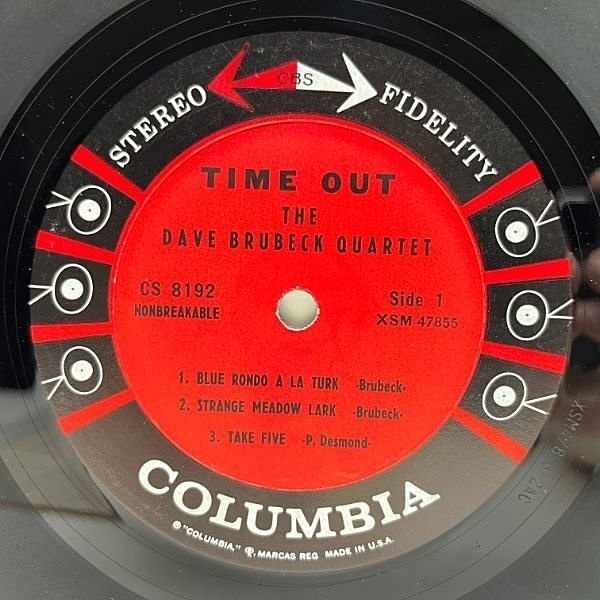 STEREO CBS FIDELITY
TIME OUT
THE
DAVE BRUBECK QUARTET
CS 8192
NONBREAKABLE
Side 1
XSM 47855
1. BLUE RONDO A LA TURK -Brubeck-
2. STRANGE MEADOW LARK -Brubeck-
3. TAKE FIVE -P. Desmond-
COLUMBIA
® "COLUMBIA," Ⓟ, MARCAS REG MADE IN U.S.A.